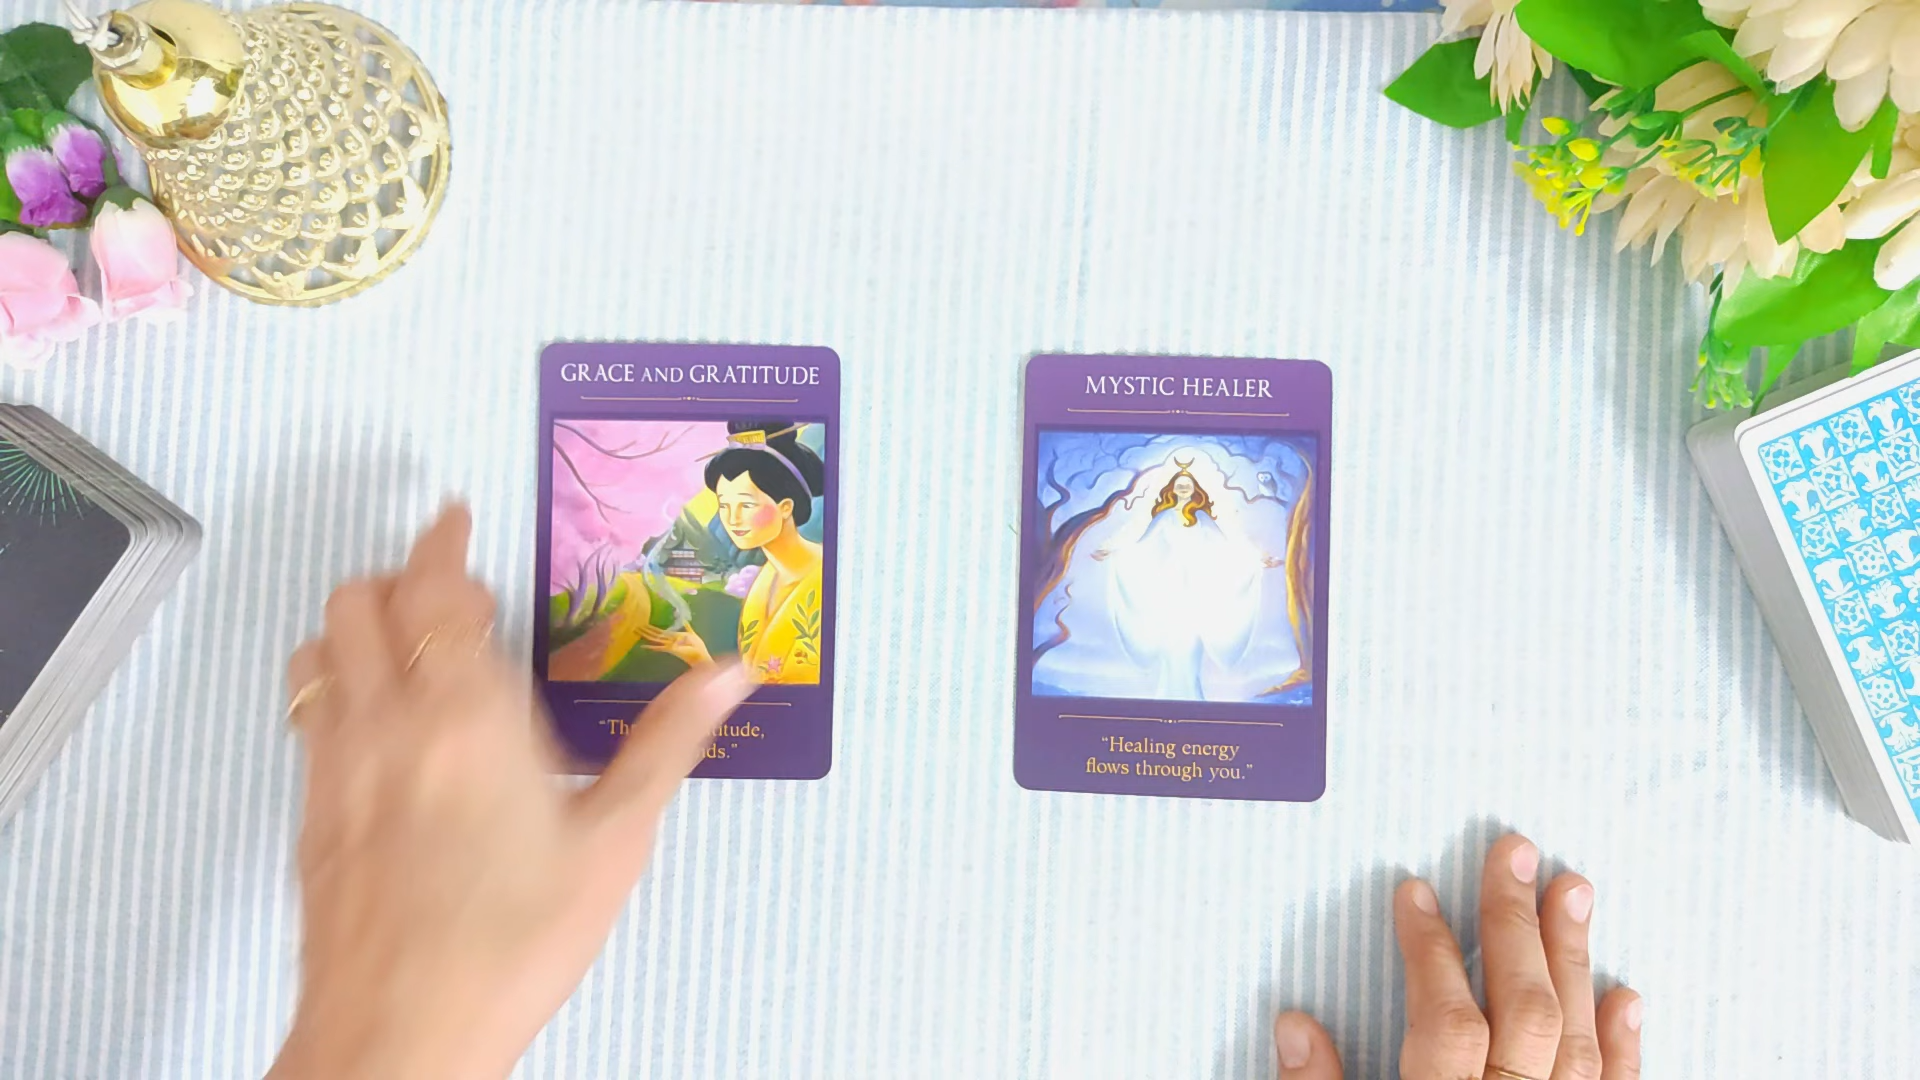 GRACE AND GRATITUDE
MYSTIC HEALER
"Healing energy
flows through you."